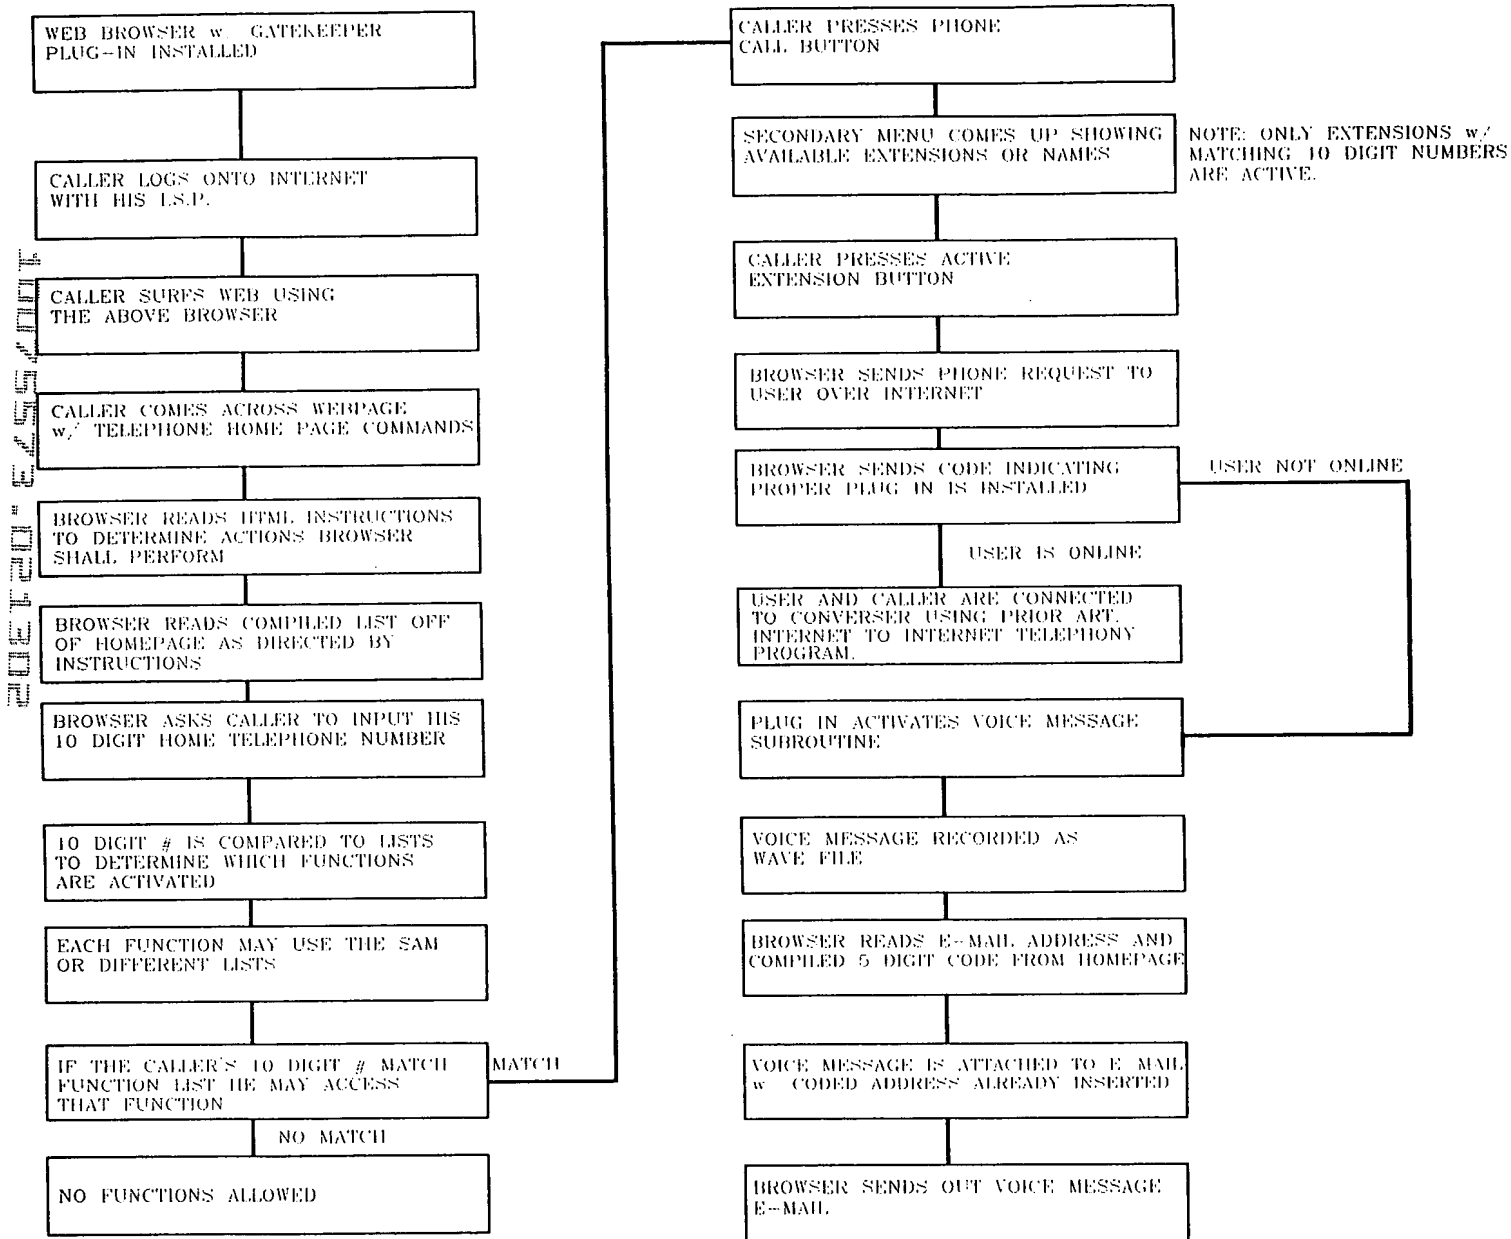 WEB BROWSER w. GATEKEEPER
PLUG-IN INSTALLED
CALLER LOGS ONTO INTERNET
WITH HIS I.S.P.
CALLER SURFS WEB USING
THE ABOVE BROWSER
CALLER COMES ACROSS WEBPAGE
w/ TELEPHONE HOME PAGE COMMANDS
BROWSER READS HTML INSTRUCTIONS
TO DETERMINE ACTIONS BROWSER
SHALL PERFORM
BROWSER READS COMPILED LIST OFF
OF HOMEPAGE AS DIRECTED BY
INSTRUCTIONS
BROWSER ASKS CALLER TO INPUT HIS
10 DIGIT HOME TELEPHONE NUMBER
10 DIGIT # IS COMPARED TO LISTS
TO DETERMINE WHICH FUNCTIONS
ARE ACTIVATED
EACH FUNCTION MAY USE THE SAM
OR DIFFERENT LISTS
IF THE CALLER'S 10 DIGIT # MATCH
FUNCTION LIST HE MAY ACCESS
THAT FUNCTION
MATCH
NO MATCH
NO FUNCTIONS ALLOWED
CALLER PRESSES PHONE
CALL BUTTON
SECONDARY MENU COMES UP SHOWING
AVAILABLE EXTENSIONS OR NAMES
NOTE: ONLY EXTENSIONS w/
MATCHING 10 DIGIT NUMBERS
ARE ACTIVE.
CALLER PRESSES ACTIVE
EXTENSION BUTTON
BROWSER SENDS PHONE REQUEST TO
USER OVER INTERNET
BROWSER SENDS CODE INDICATING
PROPER PLUG IN IS INSTALLED
USER NOT ONLINE
USER IS ONLINE
USER AND CALLER ARE CONNECTED
TO CONVERSER USING PRIOR ART.
INTERNET TO INTERNET TELEPHONY
PROGRAM.
PLUG IN ACTIVATES VOICE MESSAGE
SUBROUTINE
VOICE MESSAGE RECORDED AS
WAVE FILE
BROWSER READS E-MAIL ADDRESS AND
COMPILED 5 DIGIT CODE FROM HOMEPAGE
VOICE MESSAGE IS ATTACHED TO E MAIL
w CODED ADDRESS ALREADY INSERTED
BROWSER SENDS OUT VOICE MESSAGE
E-MAIL